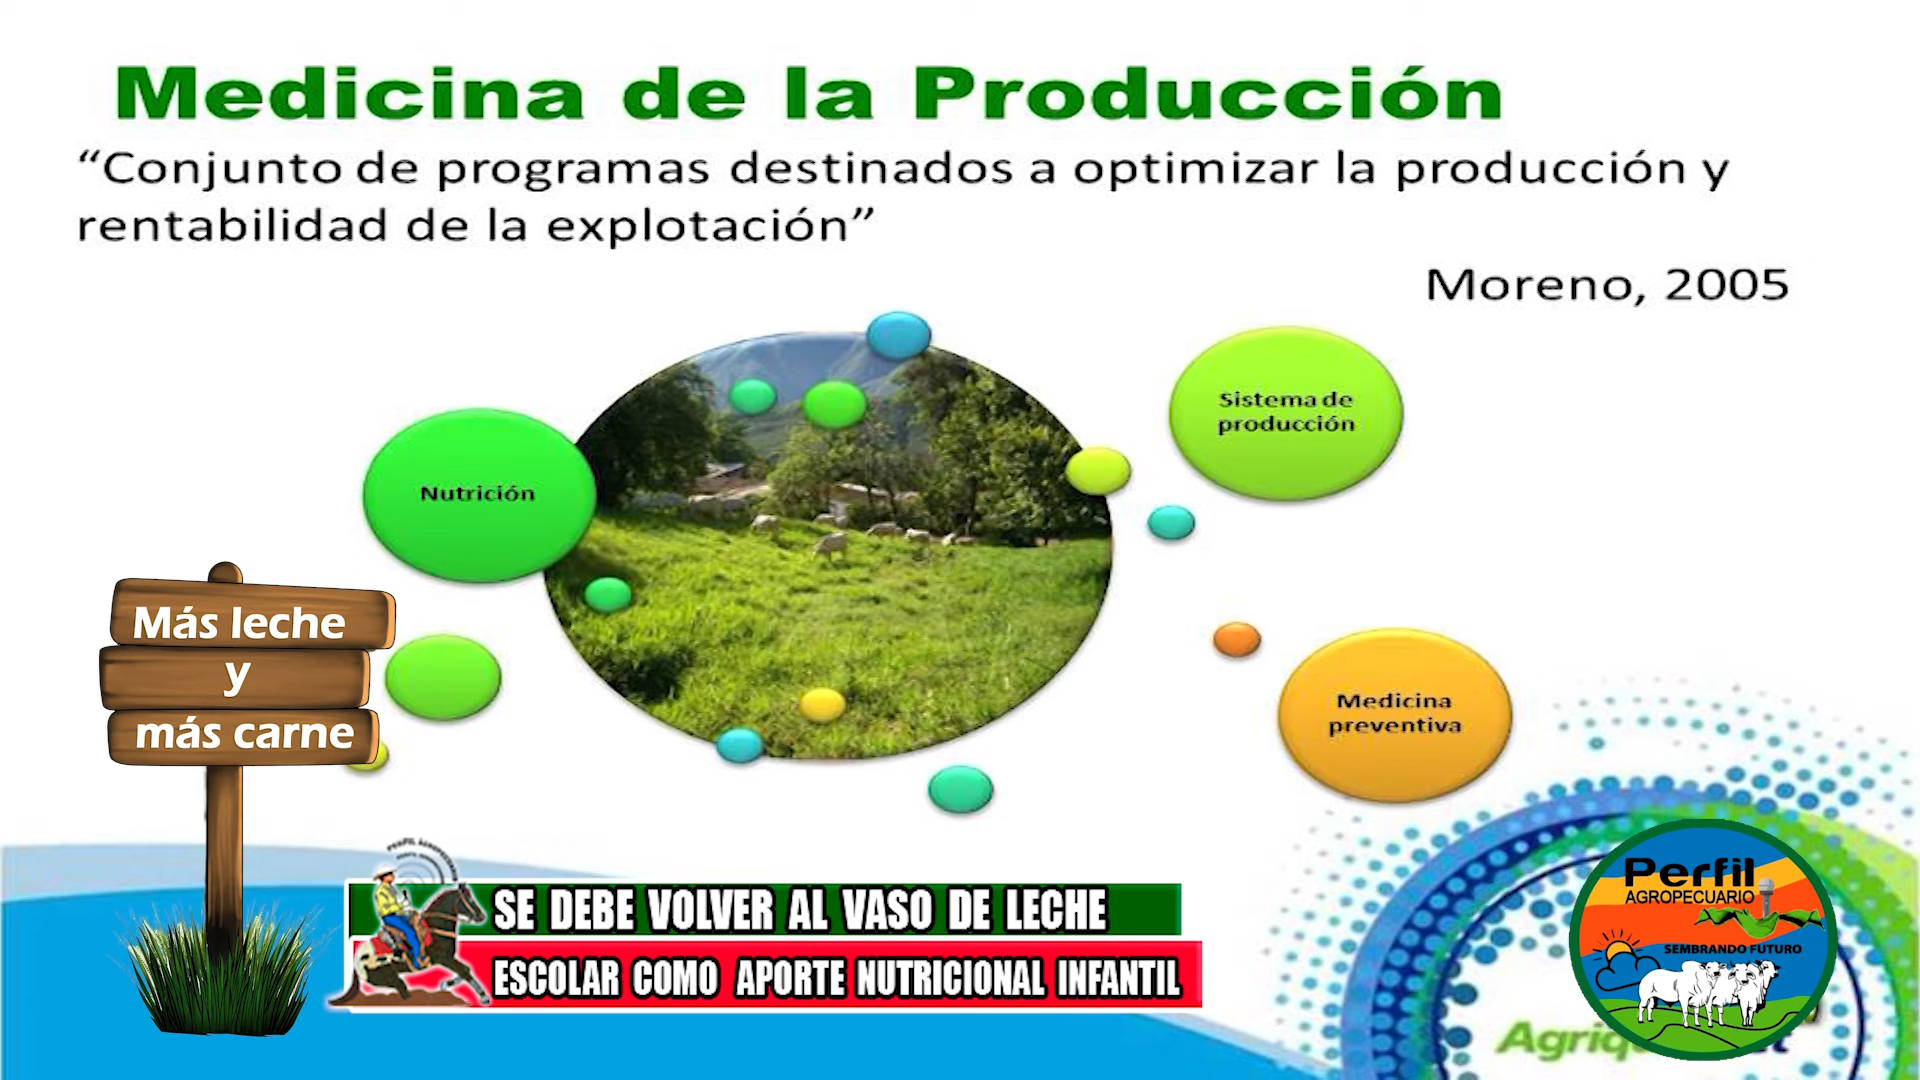 Medicina de la Producción
“Conjunto de programas destinados a optimizar la producción y
rentabilidad de la explotación”
Moreno, 2005
Sistema de
producción
Nutrición
Medicina
preventiva
Más leche
y
más carne
SE DEBE VOLVER AL VASO DE LECHE
ESCOLAR COMO APORTE NUTRICIONAL INFANTIL
Perfil
AGROPECUARIO
SEMBRANDO FUTURO